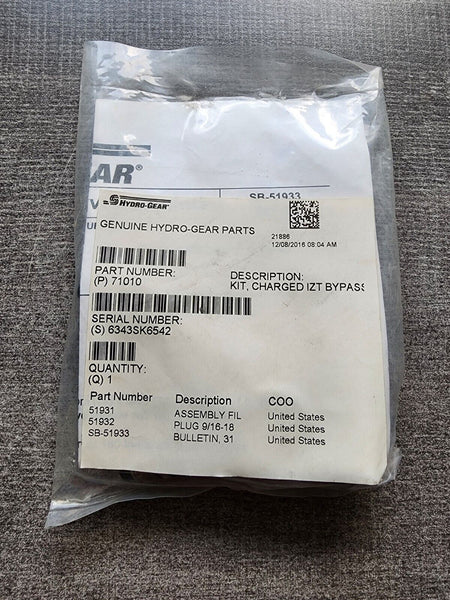 EAR®
SB-51933
HYDRO-GEAR®
GENUINE HYDRO-GEAR PARTS
21886
12/08/2016 08:04 AM
PART NUMBER:
(P) 71010
DESCRIPTION:
KIT, CHARGED IZT BYPASS
SERIAL NUMBER:
(S) 6343SK6542
QUANTITY:
(Q) 1
Part Number Description COO
51931 ASSEMBLY FIL United States
51932 PLUG 9/16-18 United States
SB-51933 BULLETIN, 31 United States